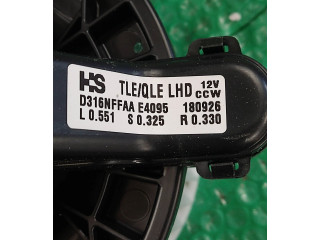 HS TLE/QLE LHD 12V CCW
D316NFFAA E4095 180926
L 0.551 S 0.325 R 0.330